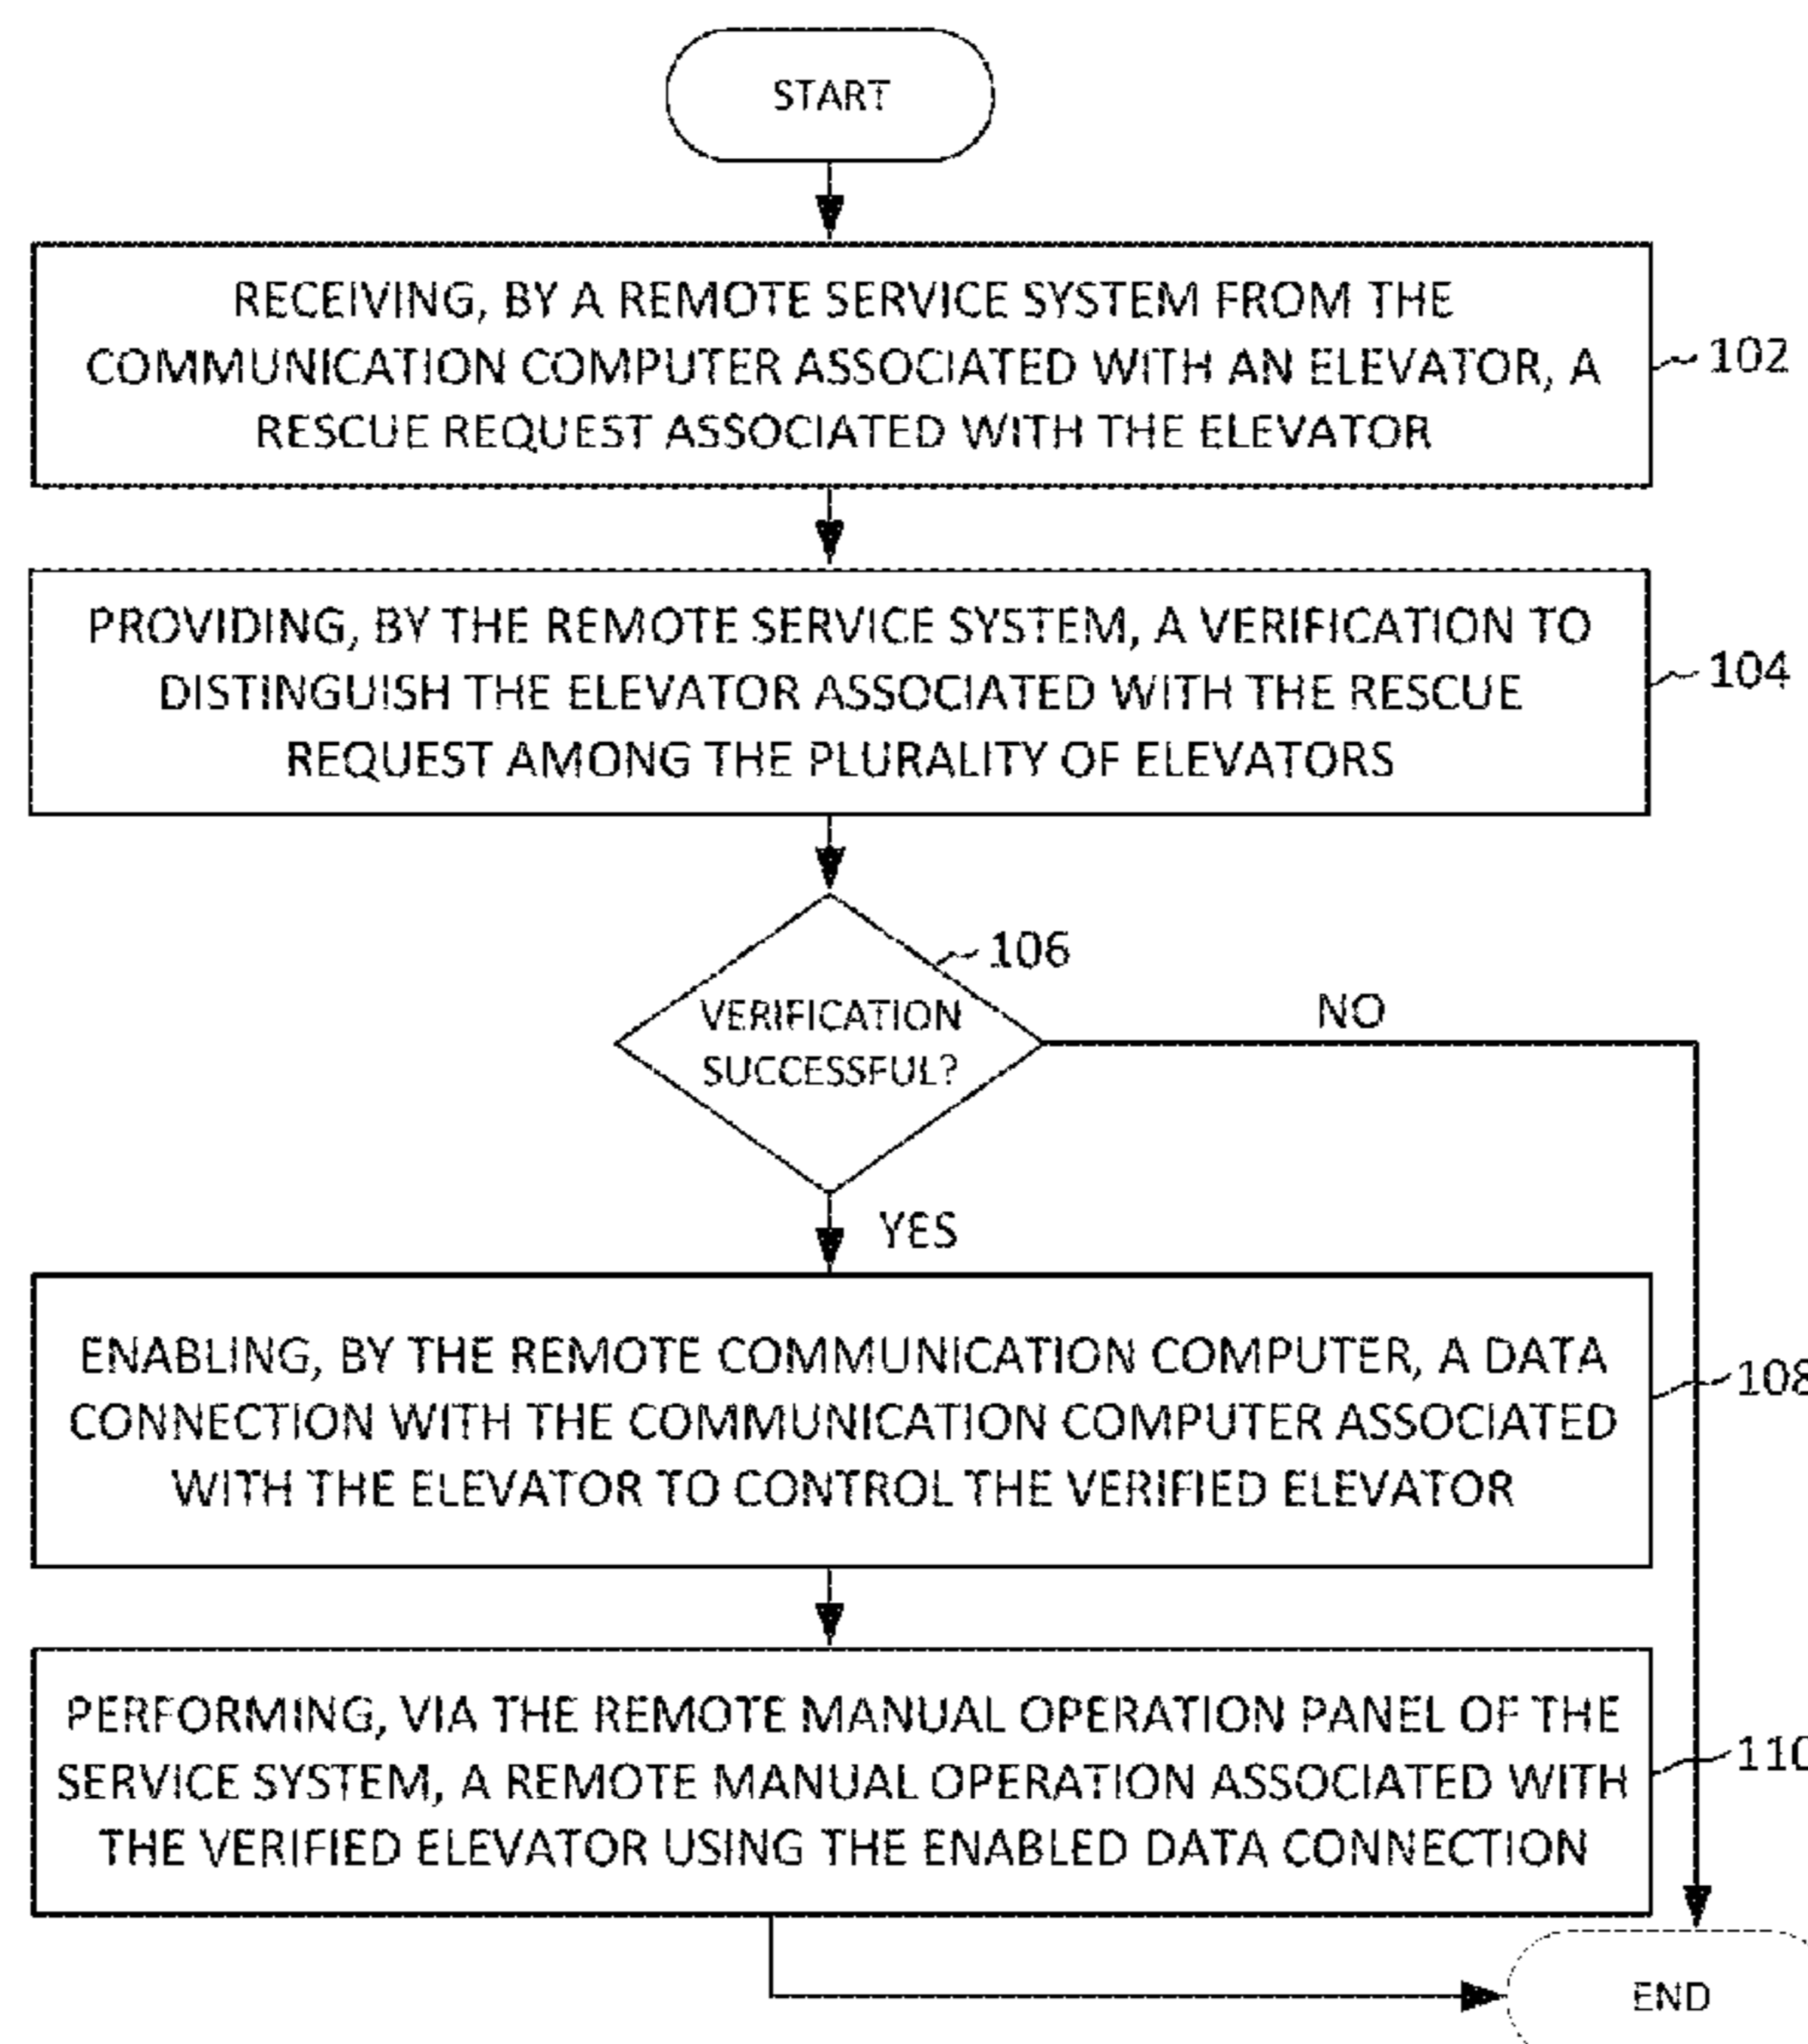 START
RECEIVING, BY A REMOTE SERVICE SYSTEM FROM THE
COMMUNICATION COMPUTER ASSOCIATED WITH AN ELEVATOR, A
RESCUE REQUEST ASSOCIATED WITH THE ELEVATOR
102
PROVIDING, BY THE REMOTE SERVICE SYSTEM, A VERIFICATION TO
DISTINGUISH THE ELEVATOR ASSOCIATED WITH THE RESCUE
REQUEST AMONG THE PLURALITY OF ELEVATORS
104
106
VERIFICATION
SUCCESSFUL?
NO
YES
ENABLING, BY THE REMOTE COMMUNICATION COMPUTER, A DATA
CONNECTION WITH THE COMMUNICATION COMPUTER ASSOCIATED
WITH THE ELEVATOR TO CONTROL THE VERIFIED ELEVATOR
108
PERFORMING, VIA THE REMOTE MANUAL OPERATION PANEL OF THE
SERVICE SYSTEM, A REMOTE MANUAL OPERATION ASSOCIATED WITH
THE VERIFIED ELEVATOR USING THE ENABLED DATA CONNECTION
110
END